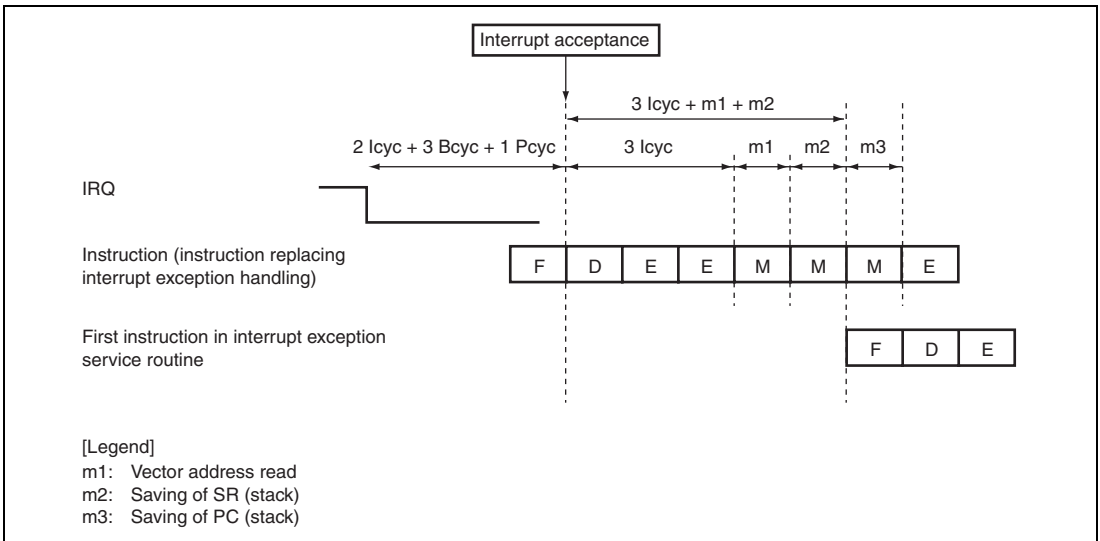 Interrupt acceptance
3 Icyc + m1 + m2
2 Icyc + 3 Bcyc + 1 Pcyc
3 Icyc
m1
m2
m3
IRQ
Instruction (instruction replacing
interrupt exception handling)
F D E E M M M E
First instruction in interrupt exception
service routine
F D E
[Legend]
m1: Vector address read
m2: Saving of SR (stack)
m3: Saving of PC (stack)